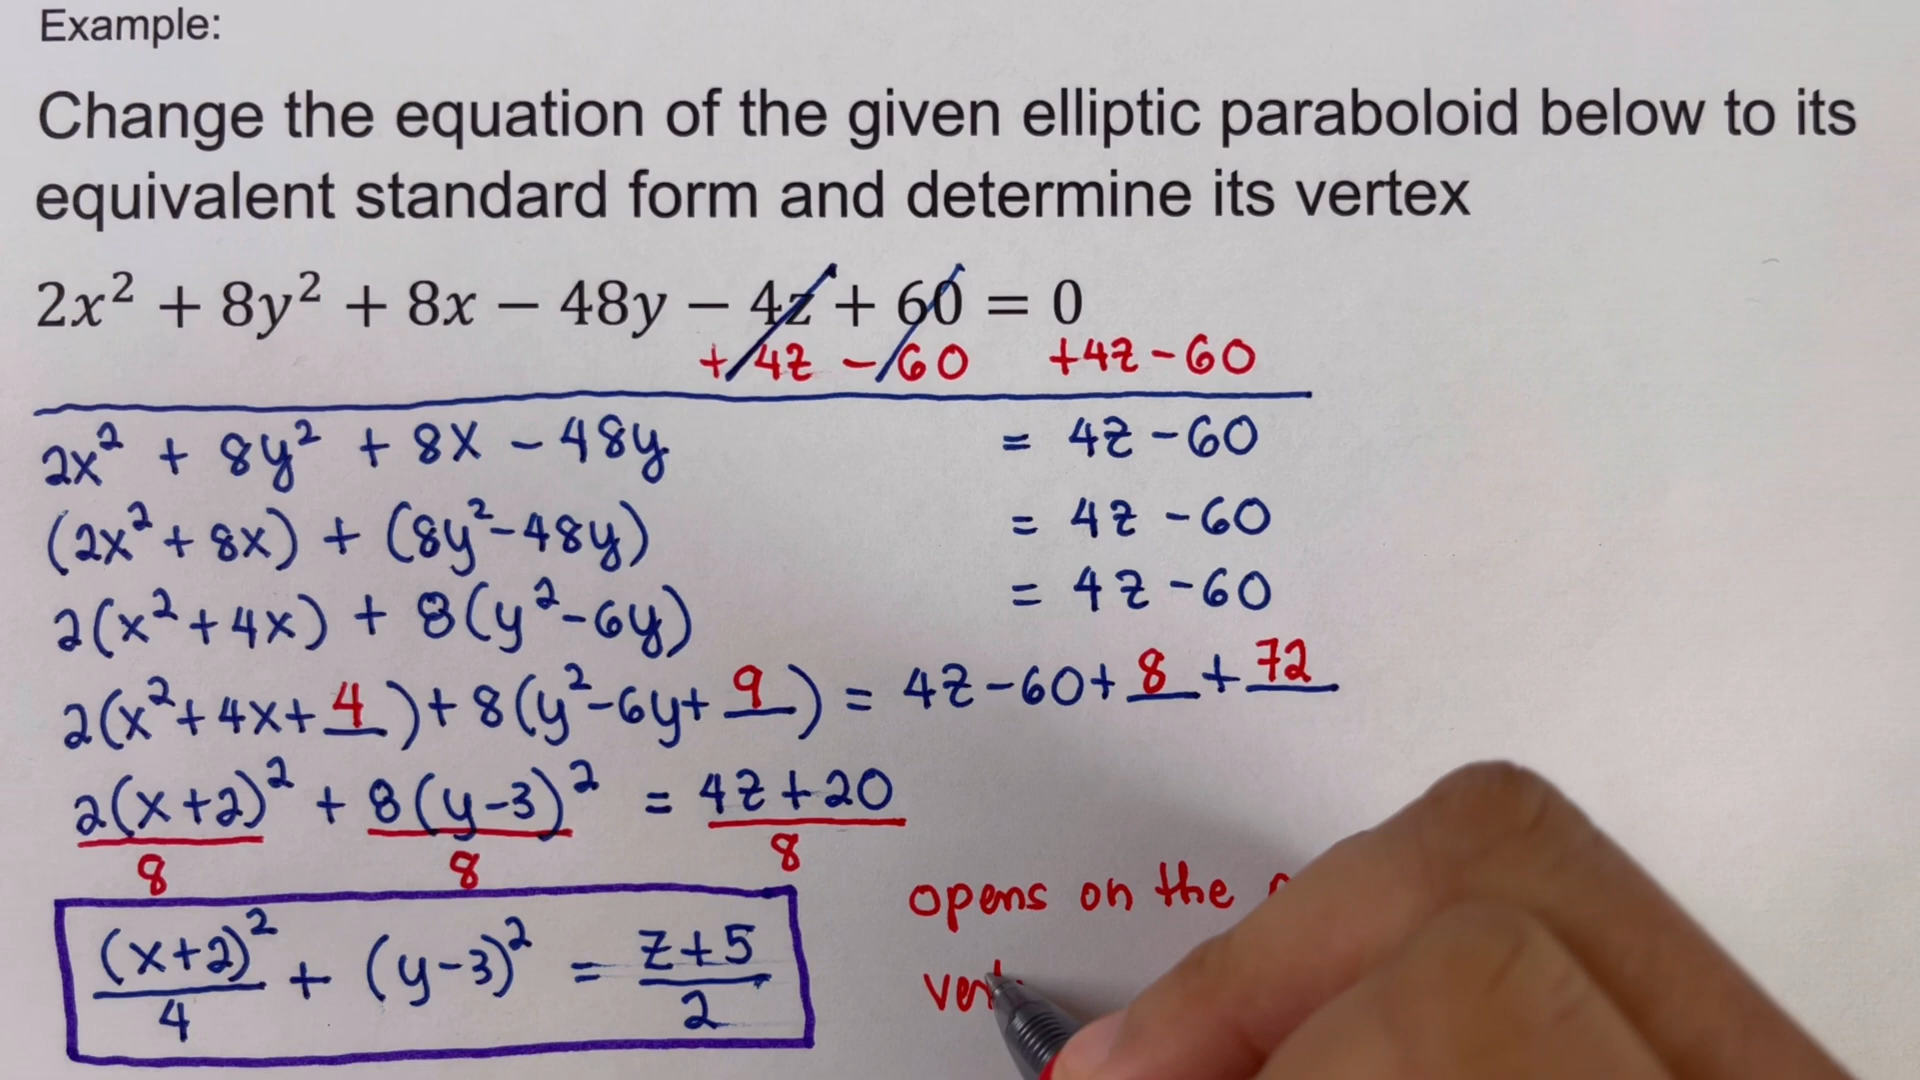 Example:
Change the equation of the given elliptic paraboloid below to its
equivalent standard form and determine its vertex
2x² + 8y² + 8x − 48y − 4z + 60 = 0
+ 4z − 60 +4z − 60
2x² + 8y² + 8x − 48y = 4z − 60
(2x² + 8x) + (8y² − 48y) = 4z − 60
2(x² + 4x) + 8(y² − 6y) = 4z − 60
2(x² + 4x + 4) + 8(y² − 6y + 9) = 4z − 60 + 8 + 72
2(x+2)² + 8(y−3)² = 4z + 20
8 8 8
opens on the
(x+2)²/4 + (y−3)² = z+5/2